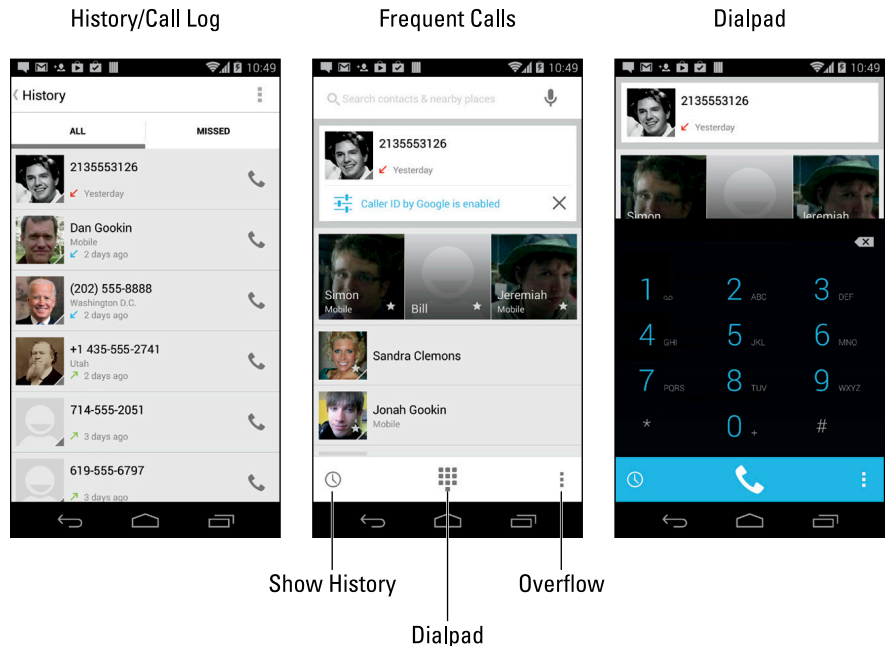 History/Call Log
Frequent Calls
Dialpad
10:49
History
ALL
MISSED
2135553126
Yesterday
Dan Gookin
Mobile
2 days ago
(202) 555-8888
Washington D.C.
2 days ago
+1 435-555-2741
Utah
2 days ago
714-555-2051
3 days ago
619-555-6797
3 days ago
10:49
Search contacts & nearby places
2135553126
Yesterday
Caller ID by Google is enabled
Simon
Mobile
Bill
Jeremiah
Mobile
Sandra Clemons
Jonah Gookin
Mobile
10:49
2135553126
Yesterday
Simon
Jeremiah
1
2 ABC
3 DEF
4 GHI
5 JKL
6 MNO
7 PQRS
8 TUV
9 WXYZ
*
0 +
#
Show History
Overflow
Dialpad